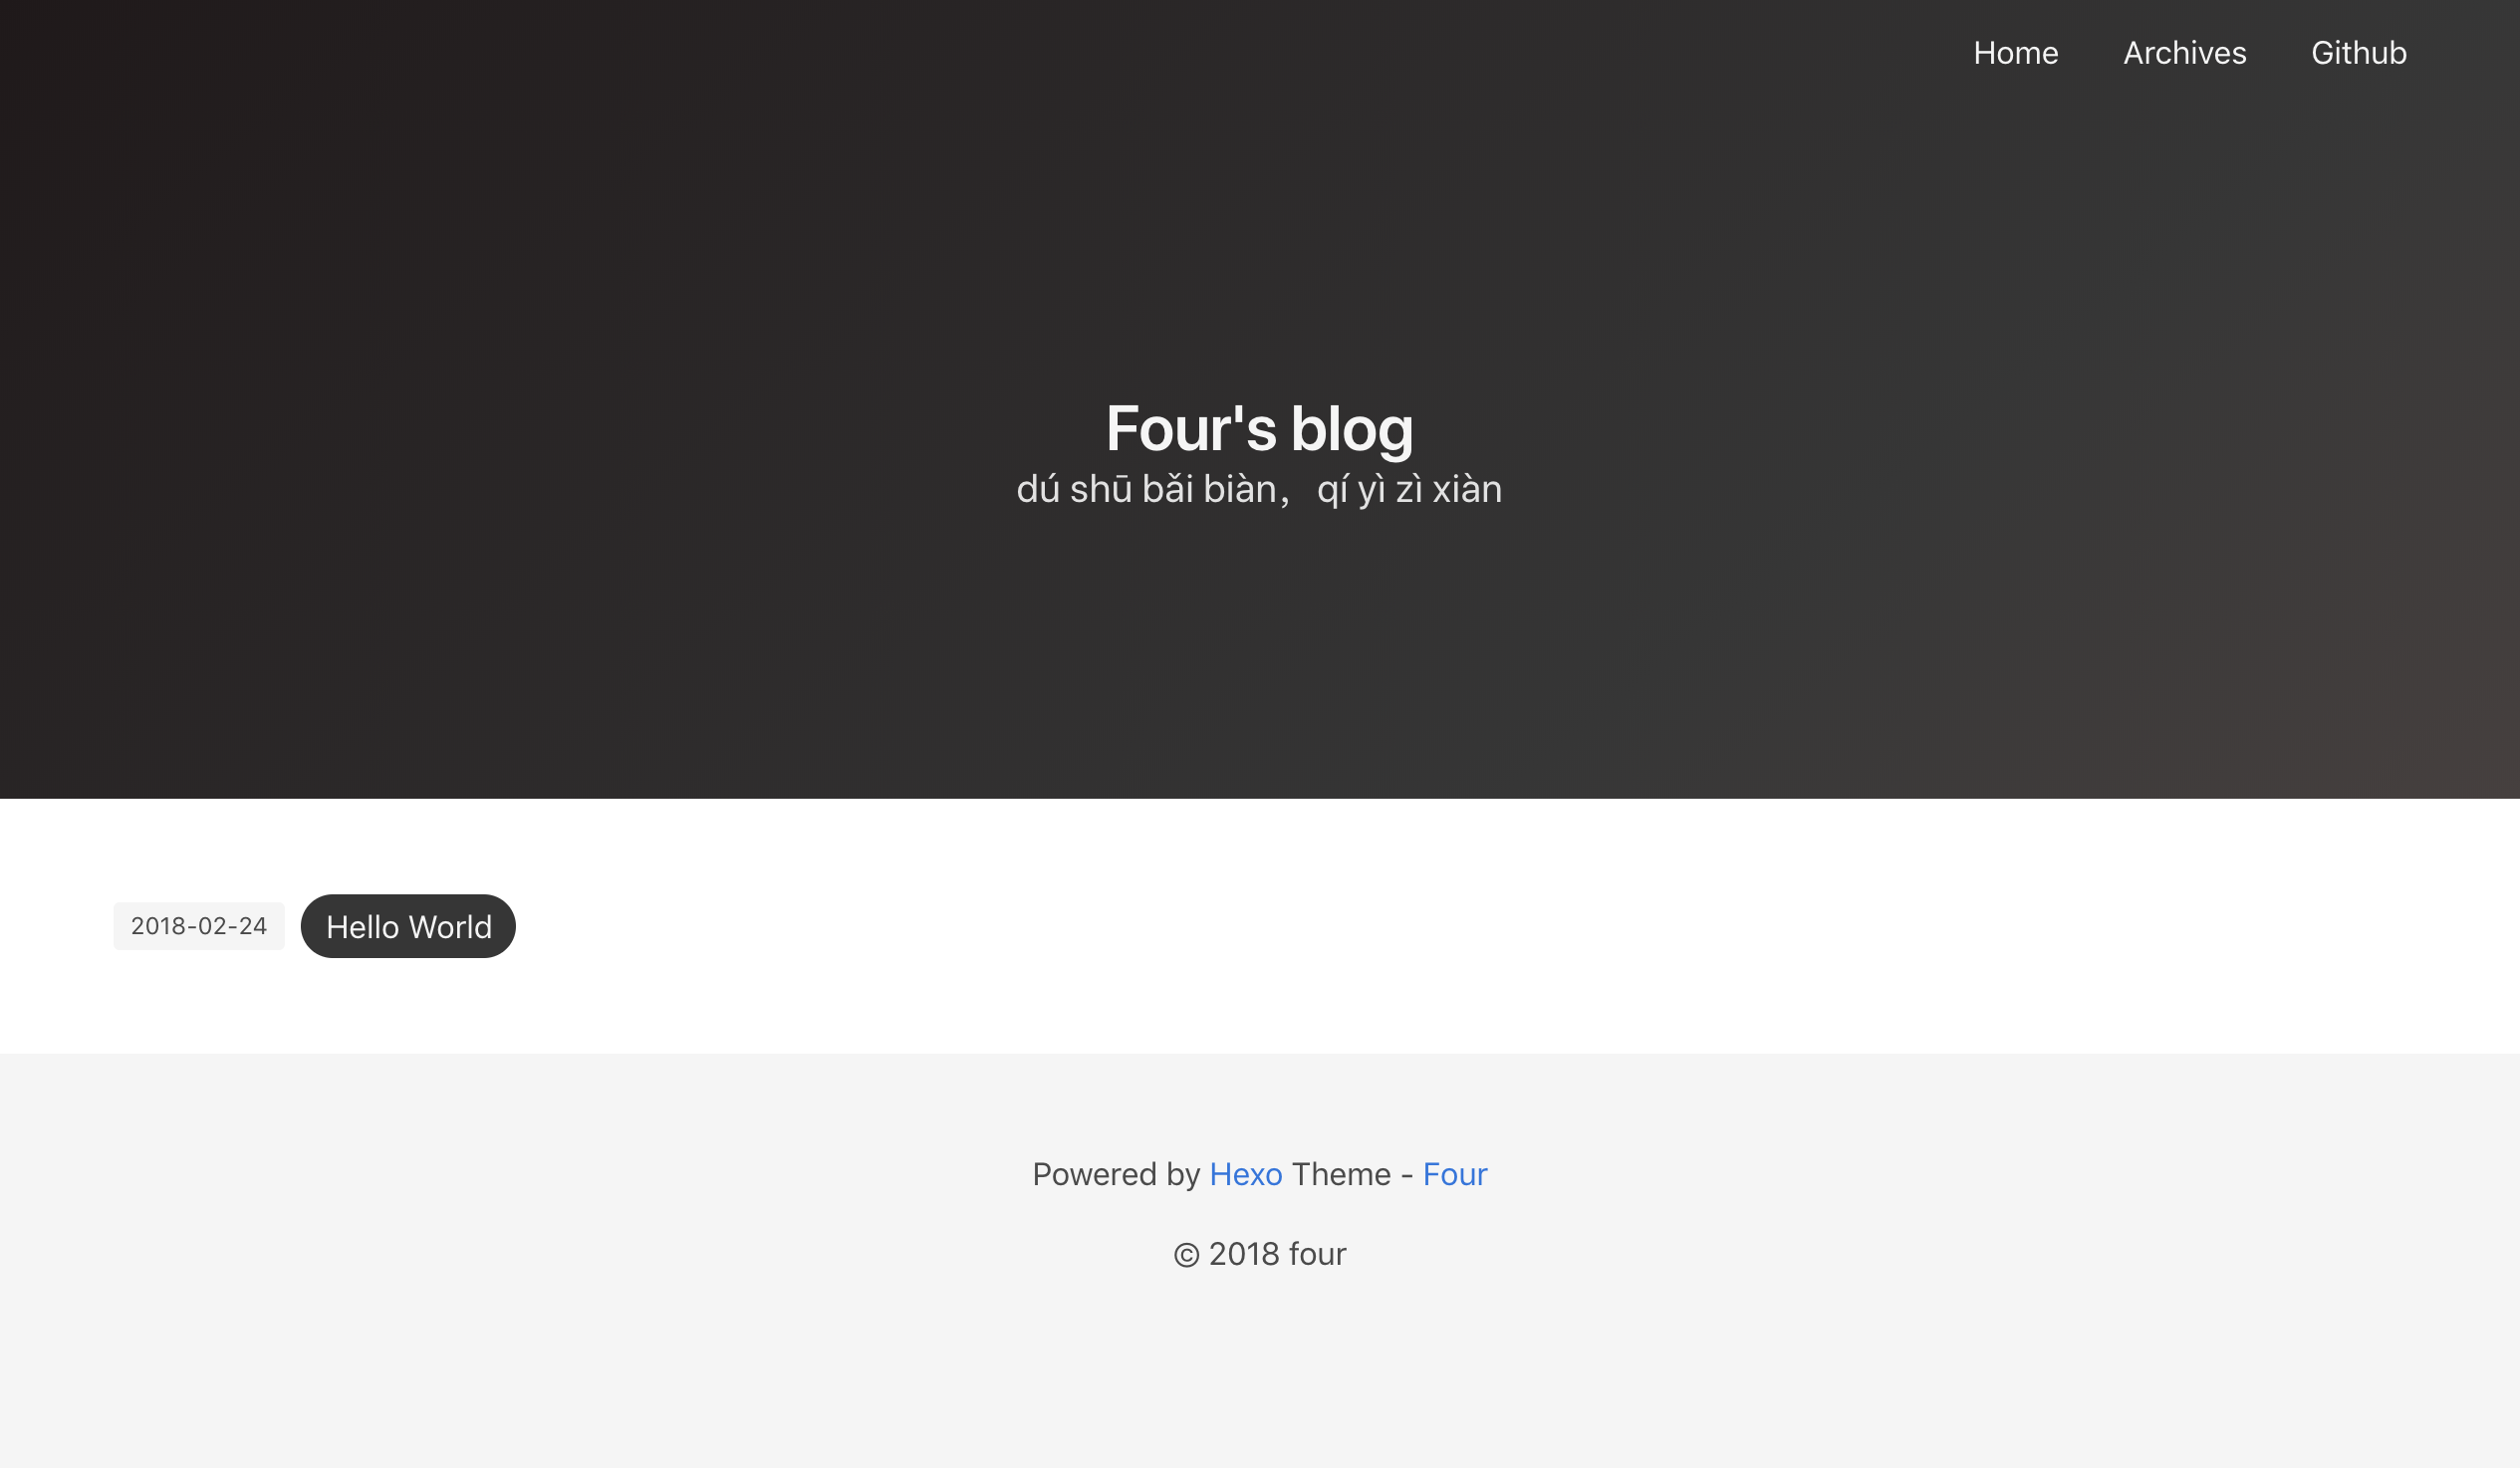 Home Archives Github
Four's blog
dú shū bǎi biàn，qí yì zì xiàn
2018-02-24 Hello World
Powered by Hexo Theme - Four
© 2018 four